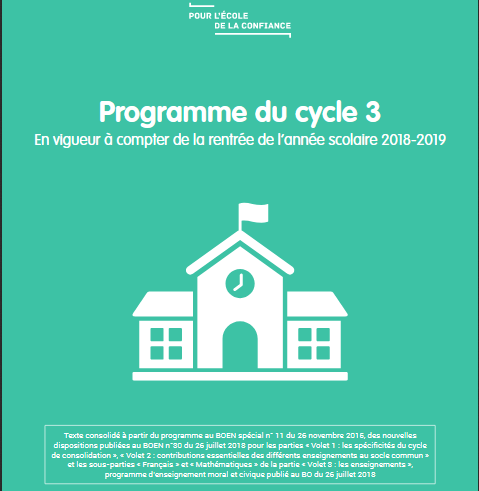 POUR L'ÉCOLE
DE LA CONFIANCE
Programme du cycle 3
En vigueur à compter de la rentrée de l'année scolaire 2018-2019
Texte consolidé à partir du programme au BOEN spécial n° 11 du 26 novembre 2015, des nouvelles
dispositions publiées au BOEN n°30 du 26 juillet 2018 pour les parties « Volet 1 : les spécificités du cycle
de consolidation », « Volet 2 : contributions essentielles des différents enseignements au socle commun »
et les sous-parties « Français » et « Mathématiques » de la partie « Volet 3 : les enseignements »,
programme d'enseignement moral et civique publié au BO du 26 juillet 2018